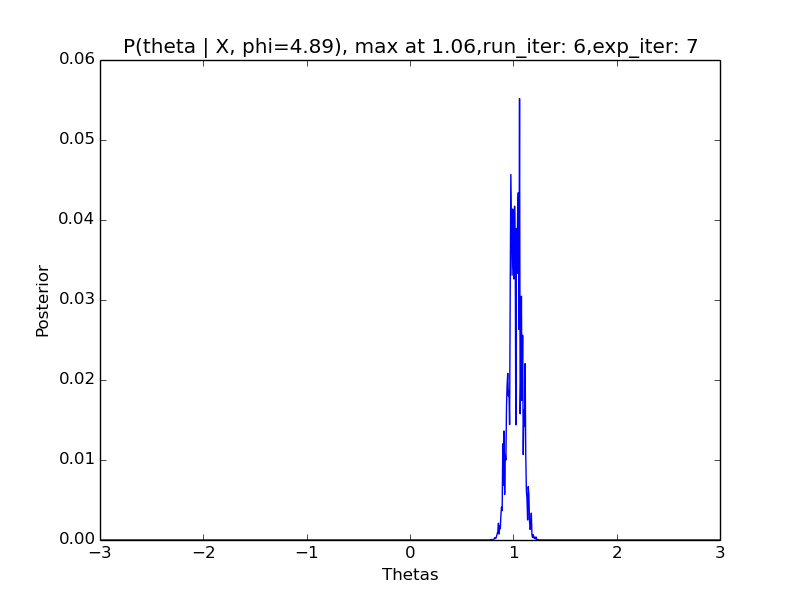 P(theta | X, phi=4.89), max at 1.06,run_iter: 6,exp_iter: 7
0.06
0.05
0.04
0.03
0.02
0.01
0.00
Posterior
−3 −2 −1 0 1 2 3
Thetas